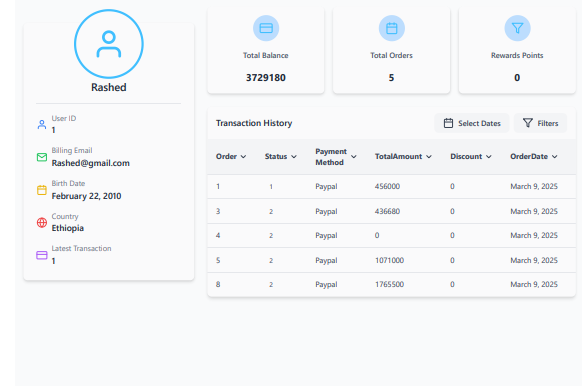 Rashed
User ID
1
Billing Email
Rashed@gmail.com
Birth Date
February 22, 2010
Country
Ethiopia
Latest Transaction
1
Total Balance
3729180
Total Orders
5
Rewards Points
0
Transaction History
Select Dates
Filters
Order Status Payment Method TotalAmount Discount OrderDate
1 1 Paypal 456000 0 March 9, 2025
3 2 Paypal 436680 0 March 9, 2025
4 2 Paypal 0 0 March 9, 2025
5 2 Paypal 1071000 0 March 9, 2025
8 2 Paypal 1765500 0 March 9, 2025